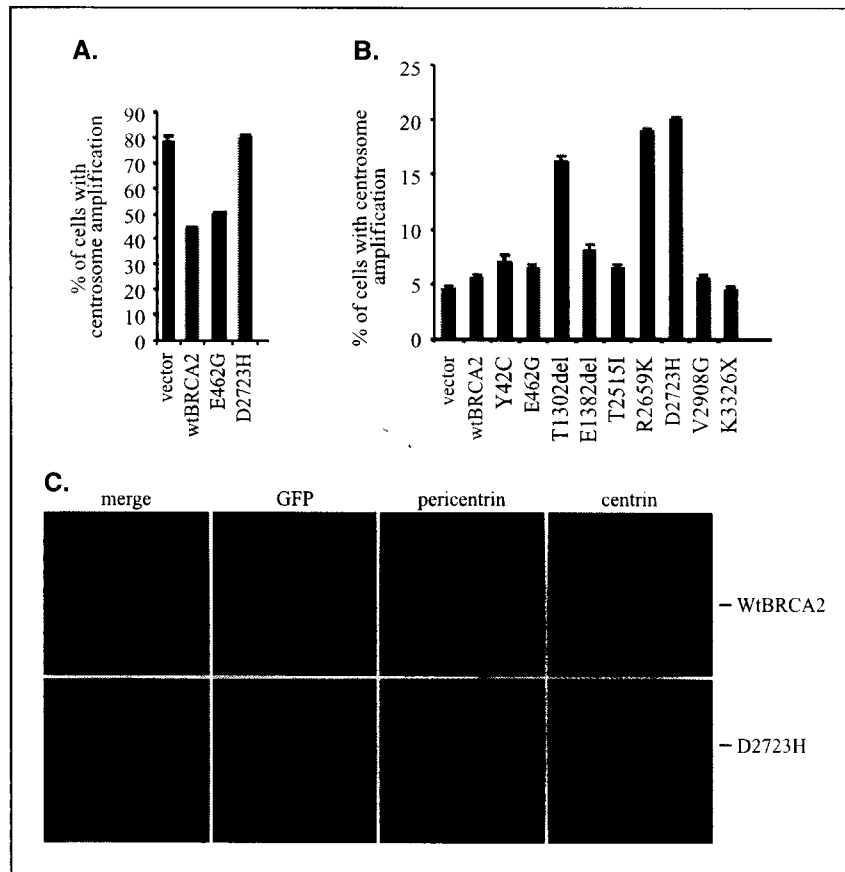 A.
% of cells with
centrosome amplification
90
80
70
60
50
40
30
20
10
0
vector
wtBRCA2
E462G
D2723H
B.
% of cells with centrosome
amplification
25
20
15
10
5
0
vector
wtBRCA2
Y42C
E462G
T1302del
E1382del
T2515I
R2659K
D2723H
V2908G
K3326X
C.
merge GFP pericentrin centrin
– WtBRCA2
– D2723H